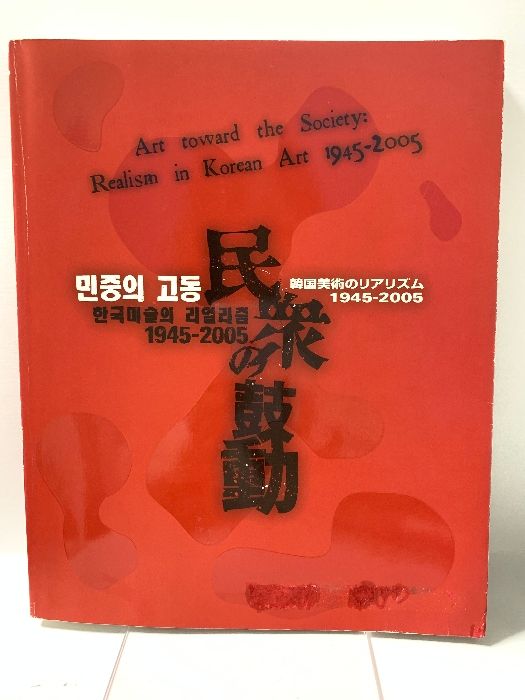 Art toward the Society:
Realism in Korean Art 1945-2005
민중의 고동
한국미술의 리얼리즘
1945-2005
民衆の鼓動
韓国美術のリアリズム
1945-2005